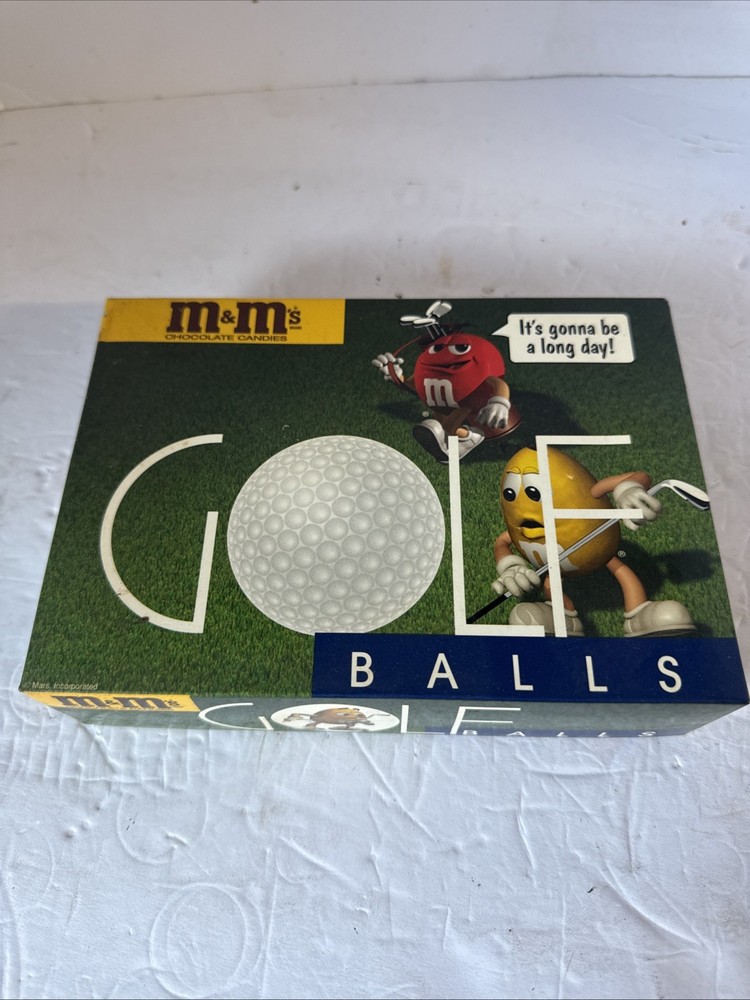 m&m's
CHOCOLATE CANDIES
It's gonna be
a long day!
m
GOLF
m
BALLS
© Mars, Incorporated
m&m's
GOLF
BALLS